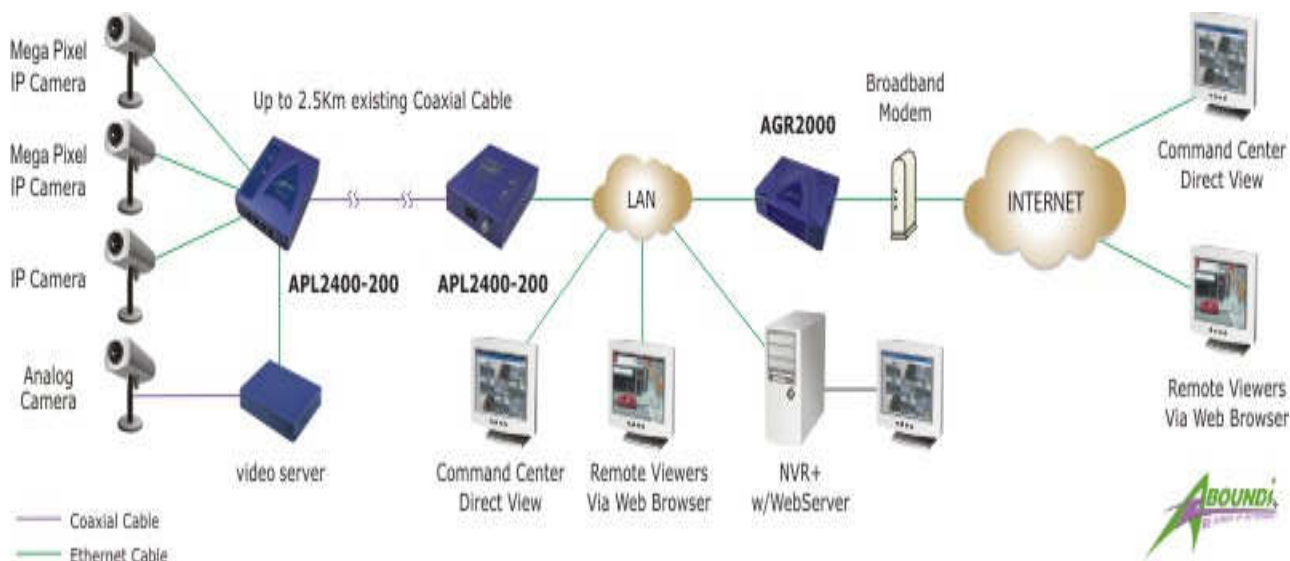 Mega Pixel
IP Camera
Mega Pixel
IP Camera
IP Camera
Analog
Camera
Up to 2.5Km existing Coaxial Cable
APL2400-200
APL2400-200
video server
LAN
AGR2000
Broadband
Modem
INTERNET
Command Center
Direct View
Remote Viewers
Via Web Browser
Command Center
Direct View
Remote Viewers
Via Web Browser
NVR+
w/WebServer
Coaxial Cable
Ethernet Cable
ABOUNDi